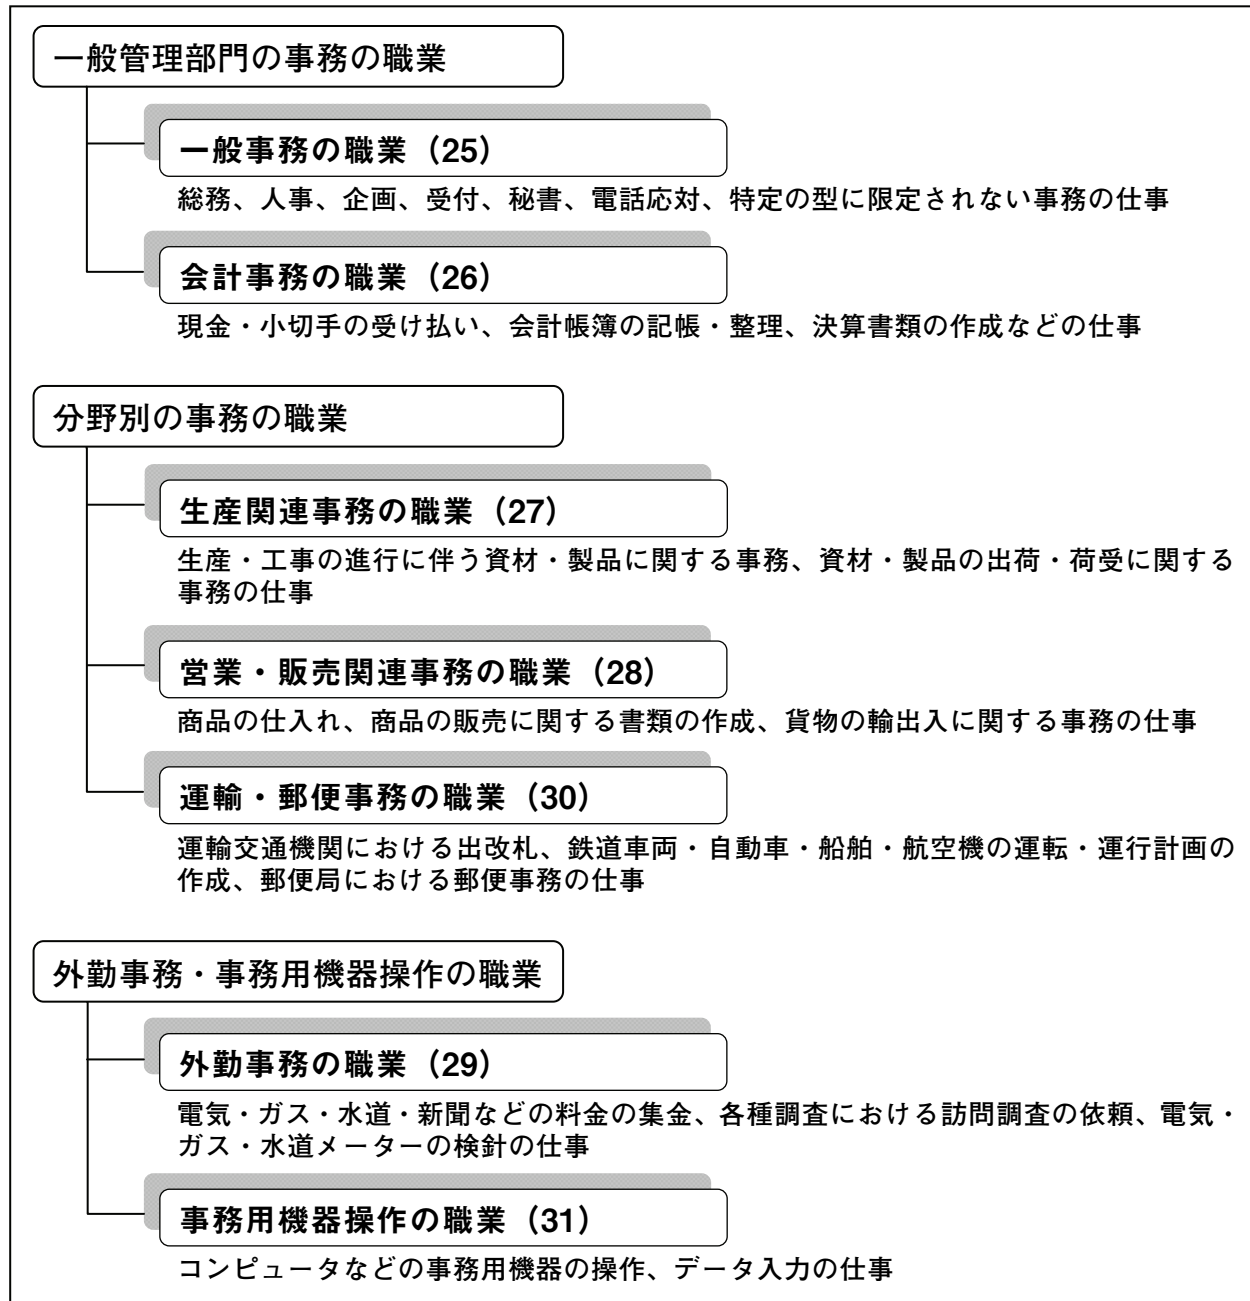 一般管理部門の事務の職業
一般事務の職業（25）
総務、人事、企画、受付、秘書、電話応対、特定の型に限定されない事務の仕事
会計事務の職業（26）
現金・小切手の受け払い、会計帳簿の記帳・整理、決算書類の作成などの仕事
分野別の事務の職業
生産関連事務の職業（27）
生産・工事の進行に伴う資材・製品に関する事務、資材・製品の出荷・荷受に関する
事務の仕事
営業・販売関連事務の職業（28）
商品の仕入れ、商品の販売に関する書類の作成、貨物の輸出入に関する事務の仕事
運輸・郵便事務の職業（30）
運輸交通機関における出改札、鉄道車両・自動車・船舶・航空機の運転・運行計画の
作成、郵便局における郵便事務の仕事
外勤事務・事務用機器操作の職業
外勤事務の職業（29）
電気・ガス・水道・新聞などの料金の集金、各種調査における訪問調査の依頼、電気・
ガス・水道メーターの検針の仕事
事務用機器操作の職業（31）
コンピュータなどの事務用機器の操作、データ入力の仕事